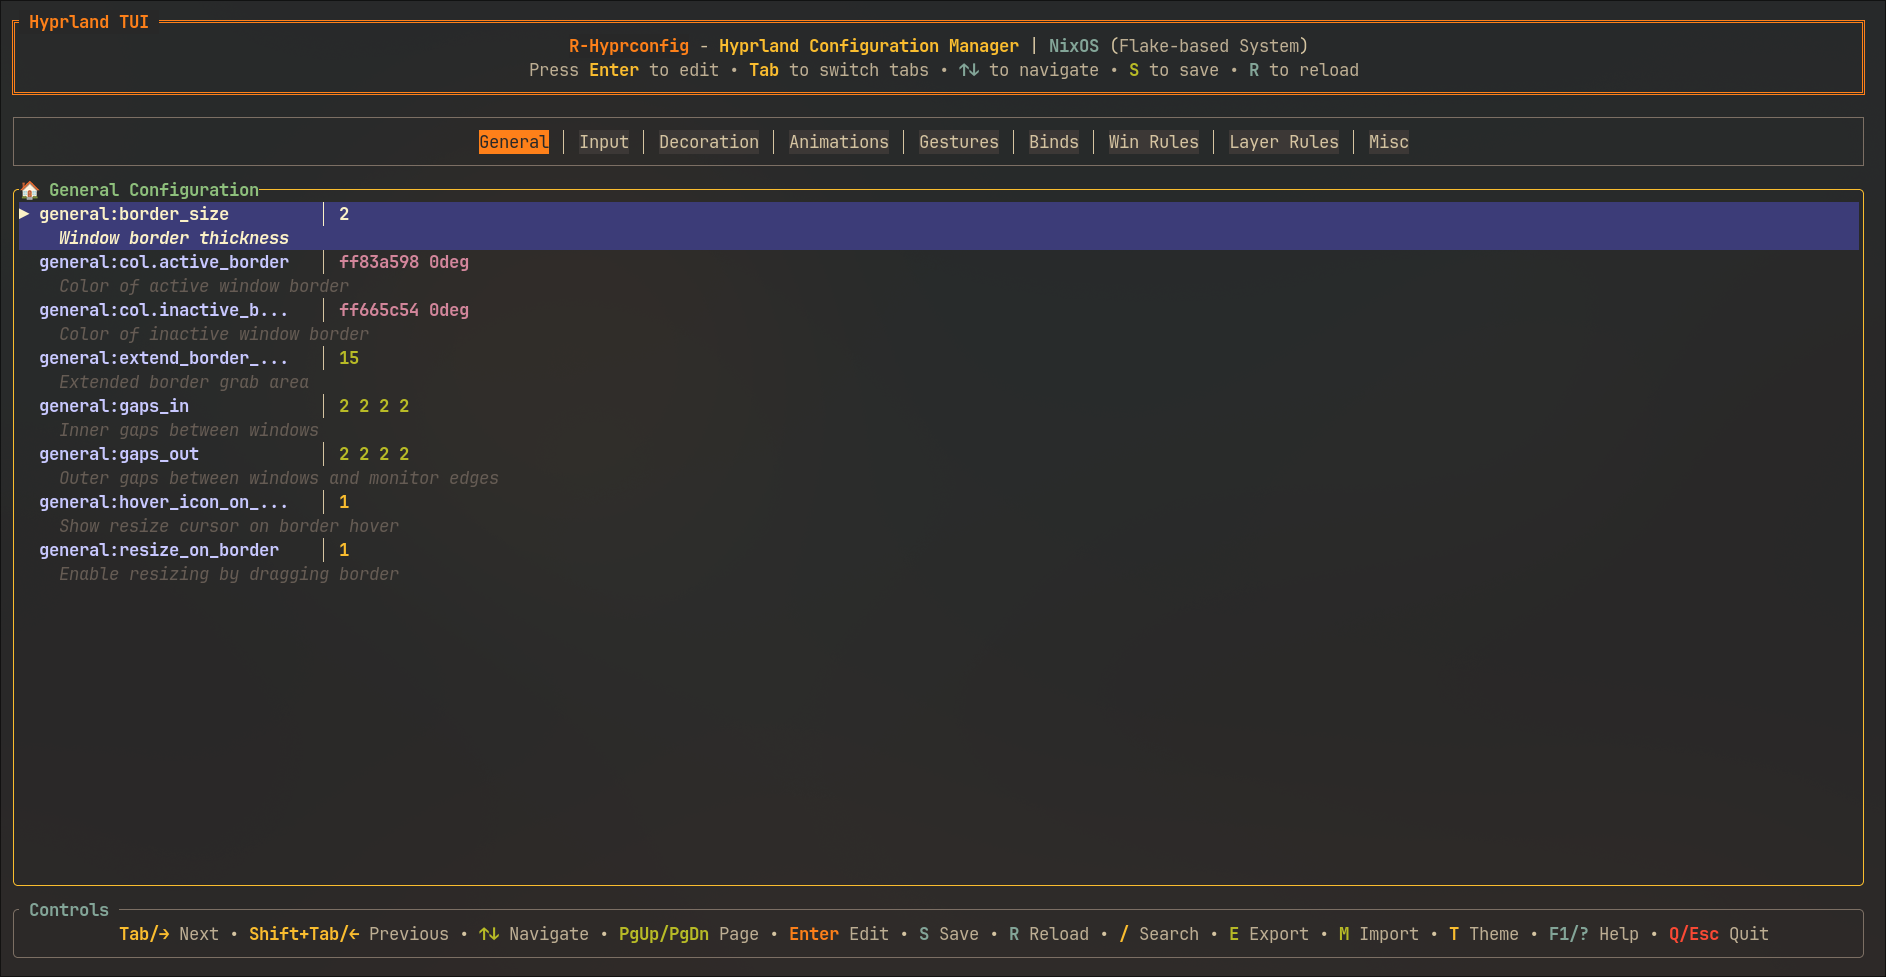 Hyprland TUI
R-Hyprconfig - Hyprland Configuration Manager | NixOS (Flake-based System)
Press Enter to edit • Tab to switch tabs • ↑↓ to navigate • S to save • R to reload
General │ Input │ Decoration │ Animations │ Gestures │ Binds │ Win Rules │ Layer Rules │ Misc
🏠 General Configuration
▶ general:border_size │ 2
Window border thickness
general:col.active_border │ ff83a598 0deg
Color of active window border
general:col.inactive_b... │ ff665c54 0deg
Color of inactive window border
general:extend_border_... │ 15
Extended border grab area
general:gaps_in │ 2 2 2 2
Inner gaps between windows
general:gaps_out │ 2 2 2 2
Outer gaps between windows and monitor edges
general:hover_icon_on_... │ 1
Show resize cursor on border hover
general:resize_on_border │ 1
Enable resizing by dragging border
Controls
Tab/→ Next • Shift+Tab/← Previous • ↑↓ Navigate • PgUp/PgDn Page • Enter Edit • S Save • R Reload • / Search • E Export • M Import • T Theme • F1/? Help • Q/Esc Quit